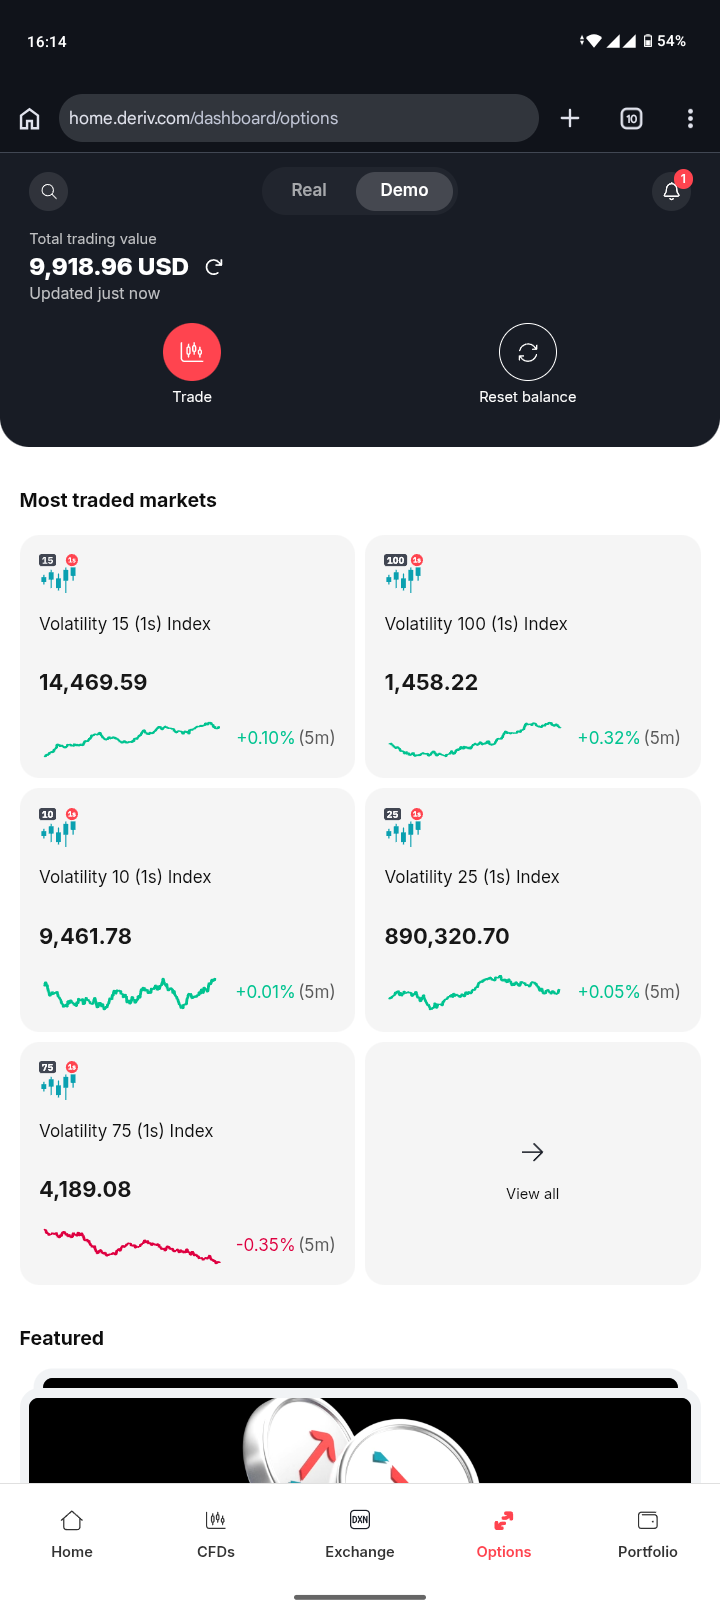 16:14
54%
home.deriv.com/dashboard/options
10
Real
Demo
1
Total trading value
9,918.96 USD
Updated just now
Trade
Reset balance
Most traded markets
15 1s
Volatility 15 (1s) Index
14,469.59
+0.10% (5m)
100 1s
Volatility 100 (1s) Index
1,458.22
+0.32% (5m)
10 1s
Volatility 10 (1s) Index
9,461.78
+0.01% (5m)
25 1s
Volatility 25 (1s) Index
890,320.70
+0.05% (5m)
75 1s
Volatility 75 (1s) Index
4,189.08
-0.35% (5m)
View all
Featured
Home
CFDs
DXN
Exchange
Options
Portfolio